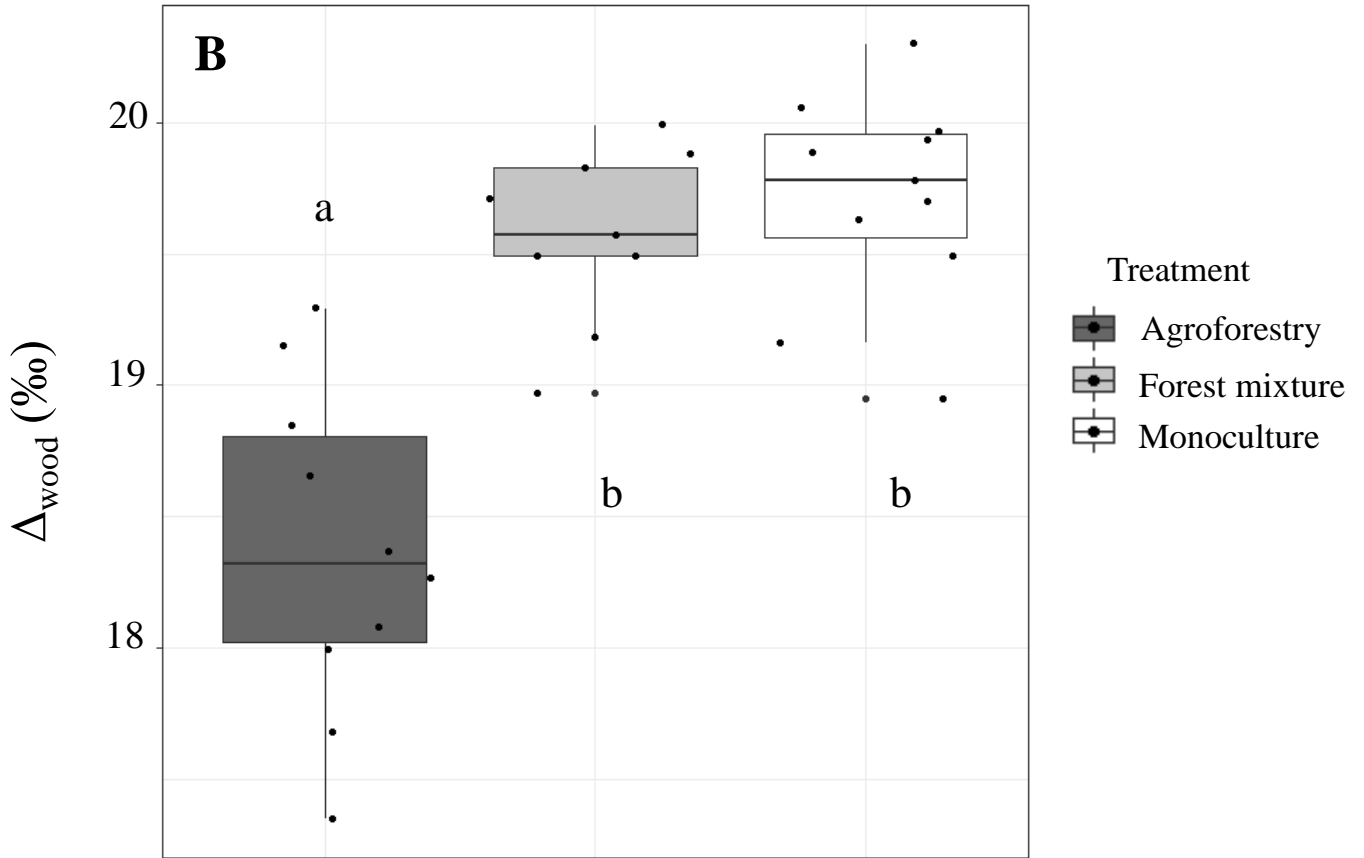 B
20
19
18
Δwood (‰)
a
b
b
Treatment
Agroforestry
Forest mixture
Monoculture